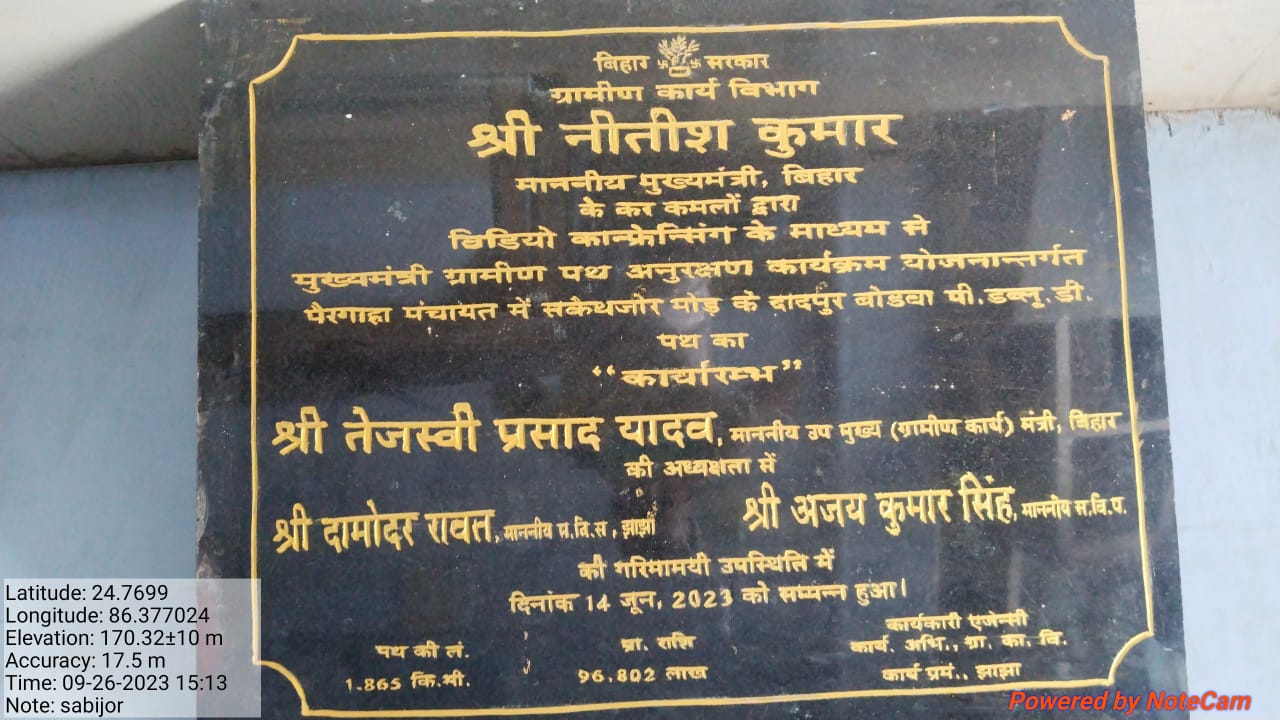 बिहार सरकार
ग्रामीण कार्य विभाग
श्री नीतीश कुमार
माननीय मुख्यमंत्री, बिहार
के कर कमलों द्वारा
विडियो कान्फ्रेन्सिंग के माध्यम से
मुख्यमंत्री ग्रामीण पथ अनुरक्षण कार्यक्रम योजनान्तर्गत
पैरगाहा पंचायत में सकैथजोर मोड़ के दादपुर बोडवा पी.डब्लू.डी.
पथ का
“कार्यारम्भ”
श्री तेजस्वी प्रसाद यादव, माननीय उप मुख्य (ग्रामीण कार्य) मंत्री, बिहार
की अध्यक्षता में
श्री दामोदर रावत, माननीय स.वि.स., झाझा श्री अजय कुमार सिंह, माननीय स.वि.प.
की गरिमामयी उपस्थिति में
दिनांक 14 जून, 2023 को सम्पन्न हुआ।
पथ की लं. प्रा. राशि कार्यकारी एजेन्सी
कार्य. अभि., ग्रा. का. वि.
1.865 कि.मी. 96.802 लाख कार्य प्रमं., झाझा
Latitude: 24.7699
Longitude: 86.377024
Elevation: 170.32±10 m
Accuracy: 17.5 m
Time: 09-26-2023 15:13
Note: sabijor
Powered by NoteCam